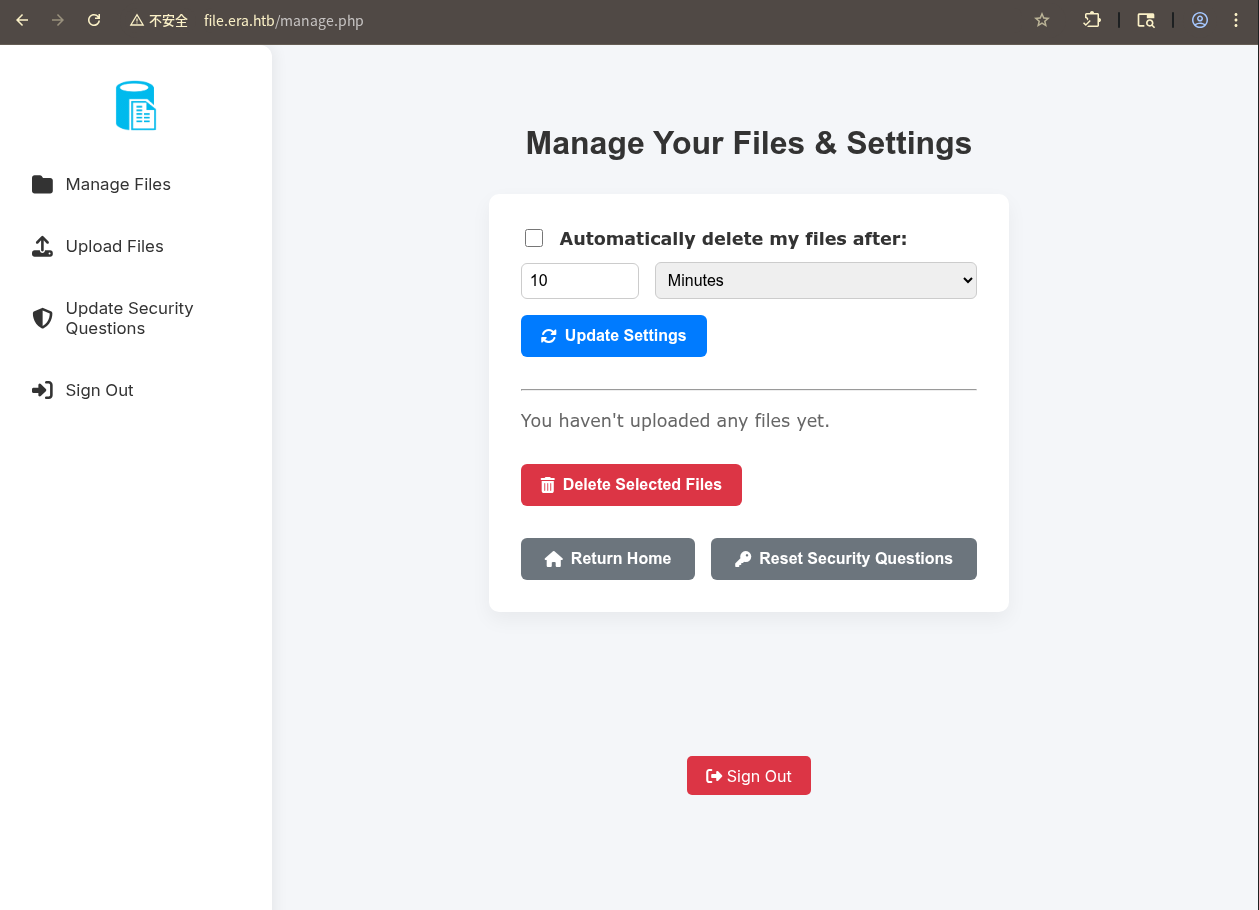 不安全 file.era.htb/manage.php
Manage Files
Upload Files
Update Security
Questions
Sign Out
Manage Your Files & Settings
Automatically delete my files after:
10 Minutes
Update Settings
You haven't uploaded any files yet.
Delete Selected Files
Return Home Reset Security Questions
Sign Out